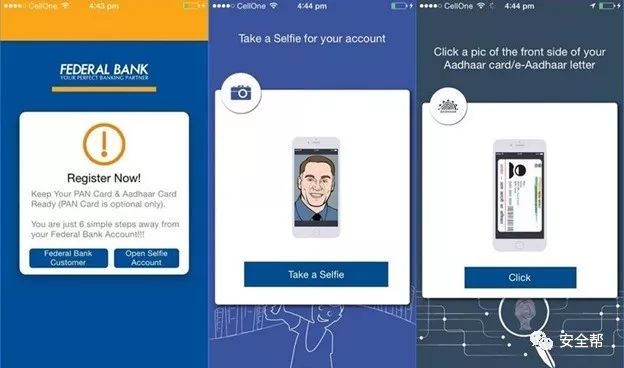 CellOne 4:43 pm
FEDERAL BANK
YOUR PERFECT BANKING PARTNER
Register Now!
Keep Your PAN Card & Aadhaar Card
Ready (PAN Card is optional only).
You are just 6 simple steps away from
your Federal Bank Account!!!
Federal Bank
Customer
Open Selfie
Account
CellOne 4:44 pm
Take a Selfie for your account
Take a Selfie
CellOne 4:44 pm
Click a pic of the front side of your
Aadhaar card/e-Aadhaar letter
AADHAAR
Click
安全帮